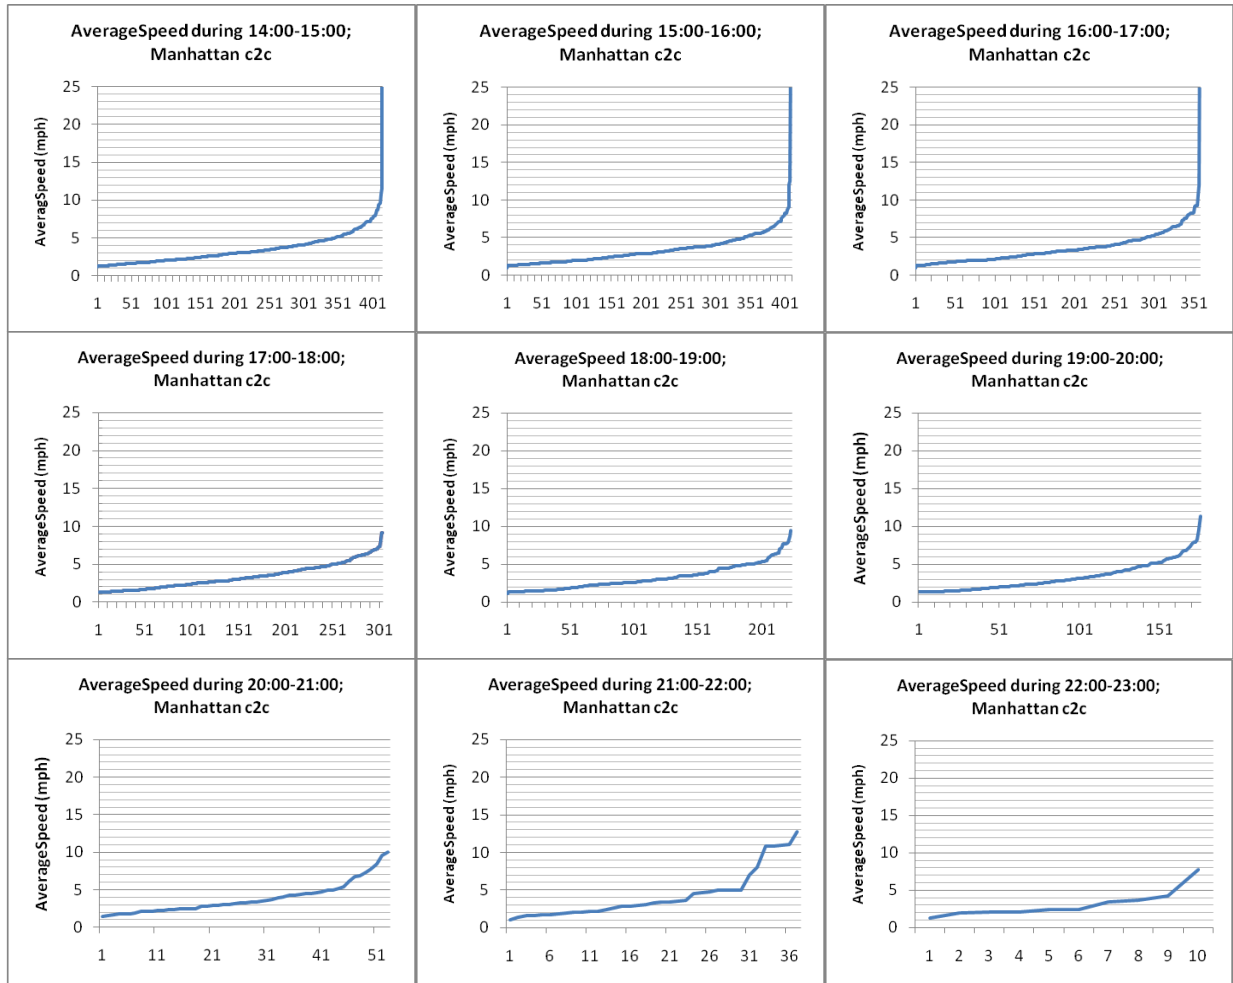 AverageSpeed during 14:00-15:00;
Manhattan c2c
AveragSpeed (mph)
25
20
15
10
5
0
1 51 101 151 201 251 301 351 401
AverageSpeed during 15:00-16:00;
Manhattan c2c
AverageSpeed (mph)
25
20
15
10
5
0
1 51 101 151 201 251 301 351 401
AverageSpeed during 16:00-17:00;
Manhattan c2c
AverageSpeed (mph)
25
20
15
10
5
0
1 51 101 151 201 251 301 351
AverageSpeed during 17:00-18:00;
Manhattan c2c
AverageSpeed (mph)
25
20
15
10
5
0
1 51 101 151 201 251 301
AverageSpeed 18:00-19:00;
Manhattan c2c
AverageSpeed (mph)
25
20
15
10
5
0
1 51 101 151 201
AverageSpeed during 19:00-20:00;
Manhattan c2c
AverageSpeed (mph)
25
20
15
10
5
0
1 51 101 151
AverageSpeed during 20:00-21:00;
Manhattan c2c
AverageSpeed (mph)
25
20
15
10
5
0
1 11 21 31 41 51
AverageSpeed during 21:00-22:00;
Manhattan c2c
AverageSpeed (mph)
25
20
15
10
5
0
1 6 11 16 21 26 31 36
AverageSpeed during 22:00-23:00;
Manhattan c2c
AverageSpeed (mph)
25
20
15
10
5
0
1 2 3 4 5 6 7 8 9 10